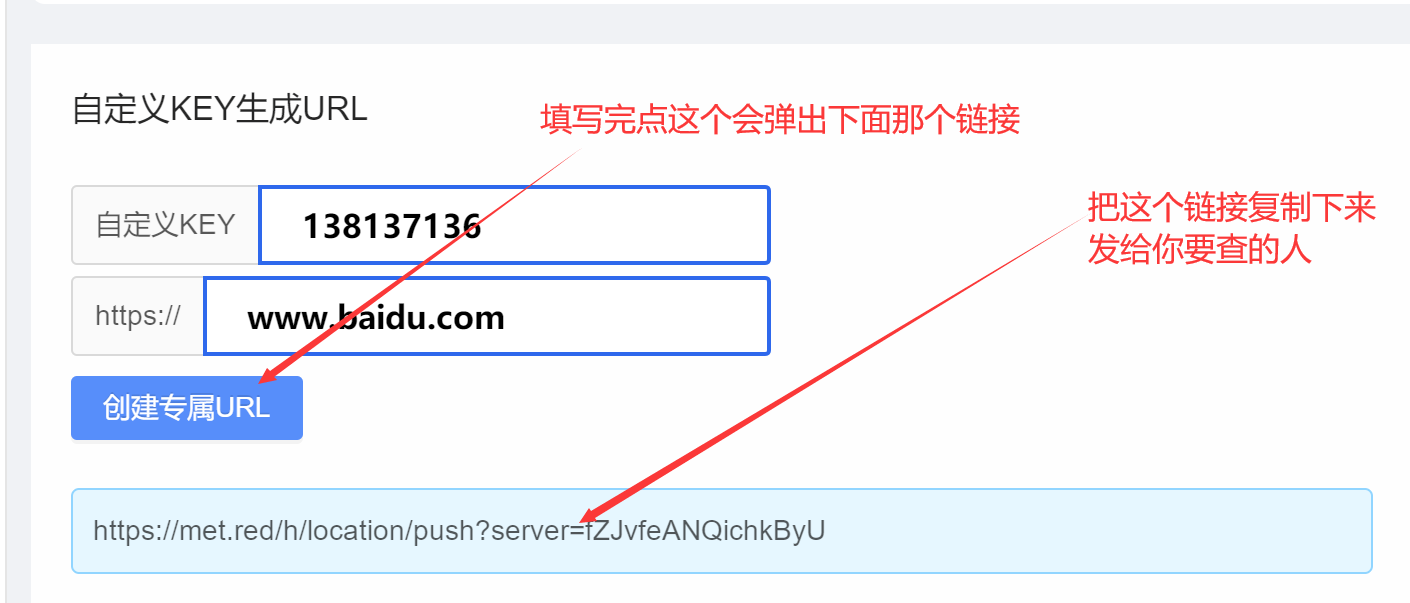 自定义KEY生成URL
填写完点这个会弹出下面那个链接
把这个链接复制下来
发给你要查的人
自定义KEY
138137136
https://
www.baidu.com
创建专属URL
https://met.red/h/location/push?server=fZJvfeANQichkByU